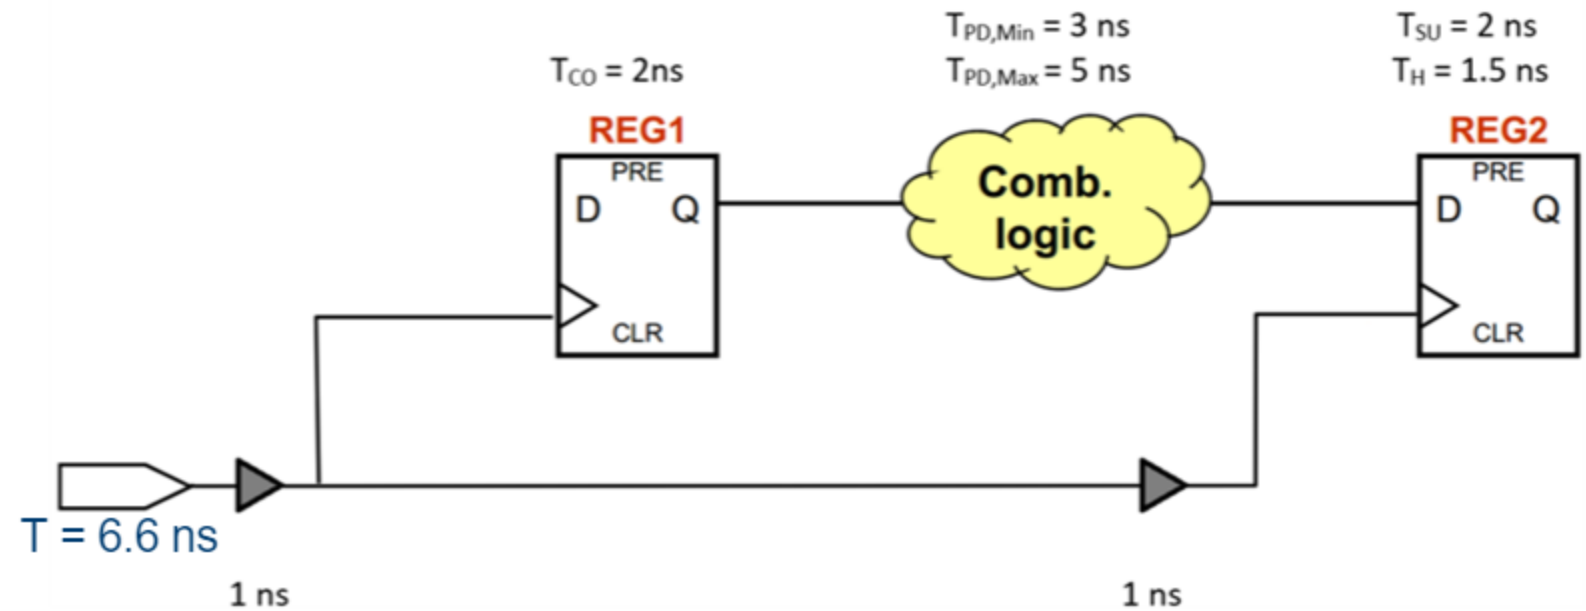 T_PD,Min = 3 ns
T_SU = 2 ns
T_CO = 2ns
T_PD,Max = 5 ns
T_H = 1.5 ns
REG1
REG2
PRE
PRE
D Q
Comb.
logic
D Q
CLR
CLR
T = 6.6 ns
1 ns
1 ns